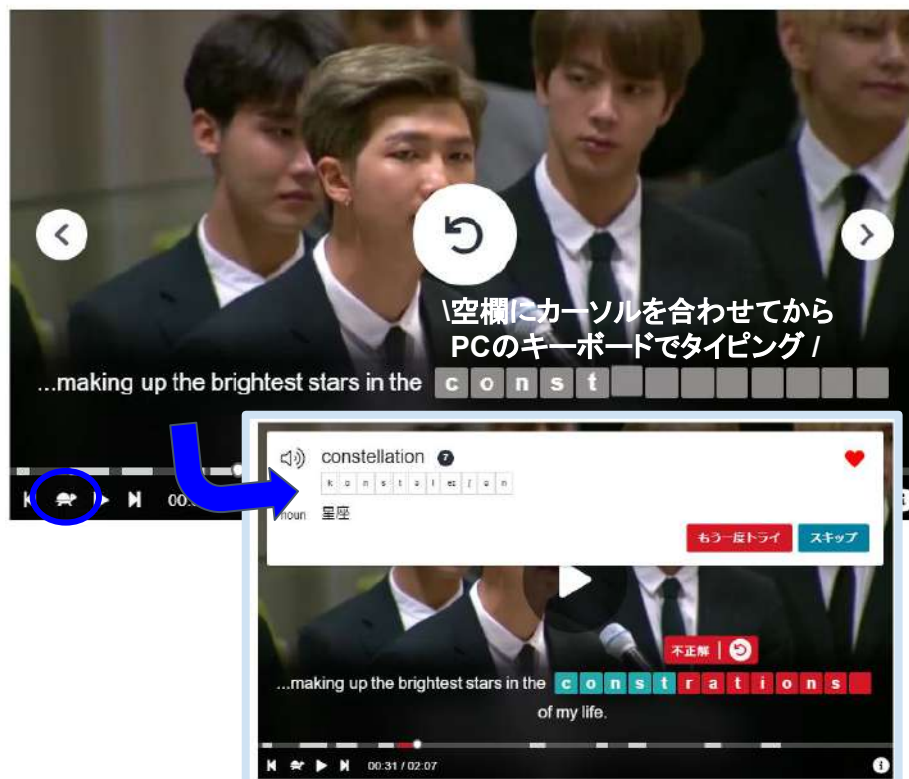 \空欄にカーソルを合わせてから
PCのキーボードでタイピング /
...making up the brightest stars in the c o n s t
00:
constellation 7
k ə n s t ə l eɪ ʃ ə n
noun 星座
もう一度トライ スキップ
不正解
...making up the brightest stars in the c o n s t r a t i o n s
of my life.
00:31 / 02:07